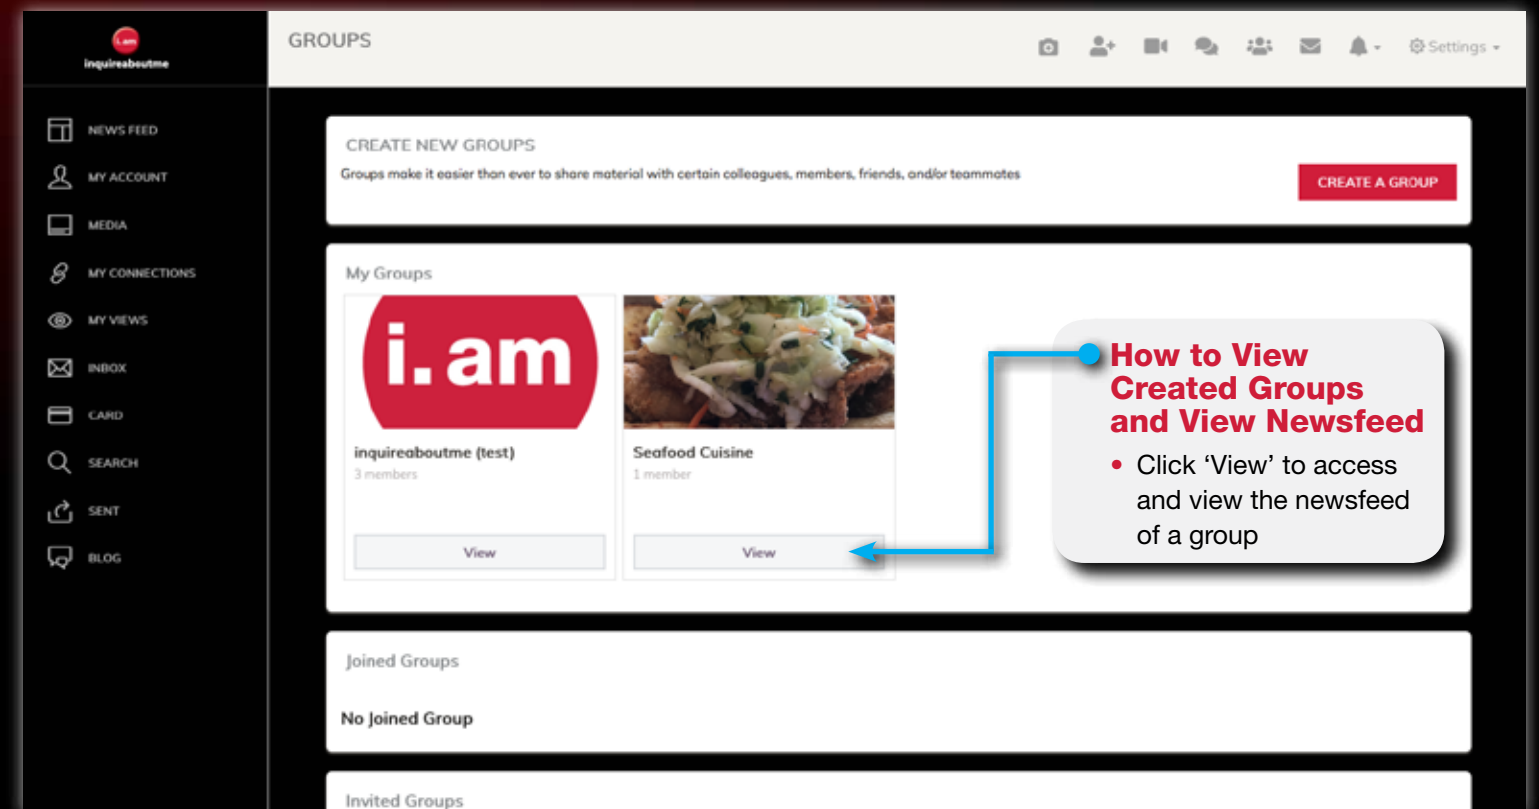 i.am
inquireaboutme
GROUPS
Settings
NEWS FEED
MY ACCOUNT
MEDIA
MY CONNECTIONS
MY VIEWS
INBOX
CARD
SEARCH
SENT
BLOG
CREATE NEW GROUPS
Groups make it easier than ever to share material with certain colleagues, members, friends, and/or teammates
CREATE A GROUP
My Groups
i.am
inquireaboutme (test)
3 members
View
Seafood Cuisine
1 member
View
How to View
Created Groups
and View Newsfeed
• Click ‘View’ to access
and view the newsfeed
of a group
Joined Groups
No Joined Group
Invited Groups